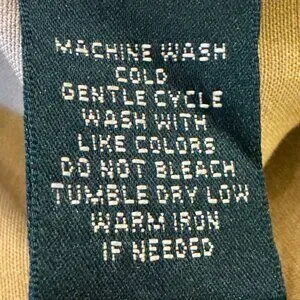 MACHINE WASH
COLD
GENTLE CYCLE
WASH WITH
LIKE COLORS
DO NOT BLEACH
TUMBLE DRY LOW
WARM IRON
IF NEEDED